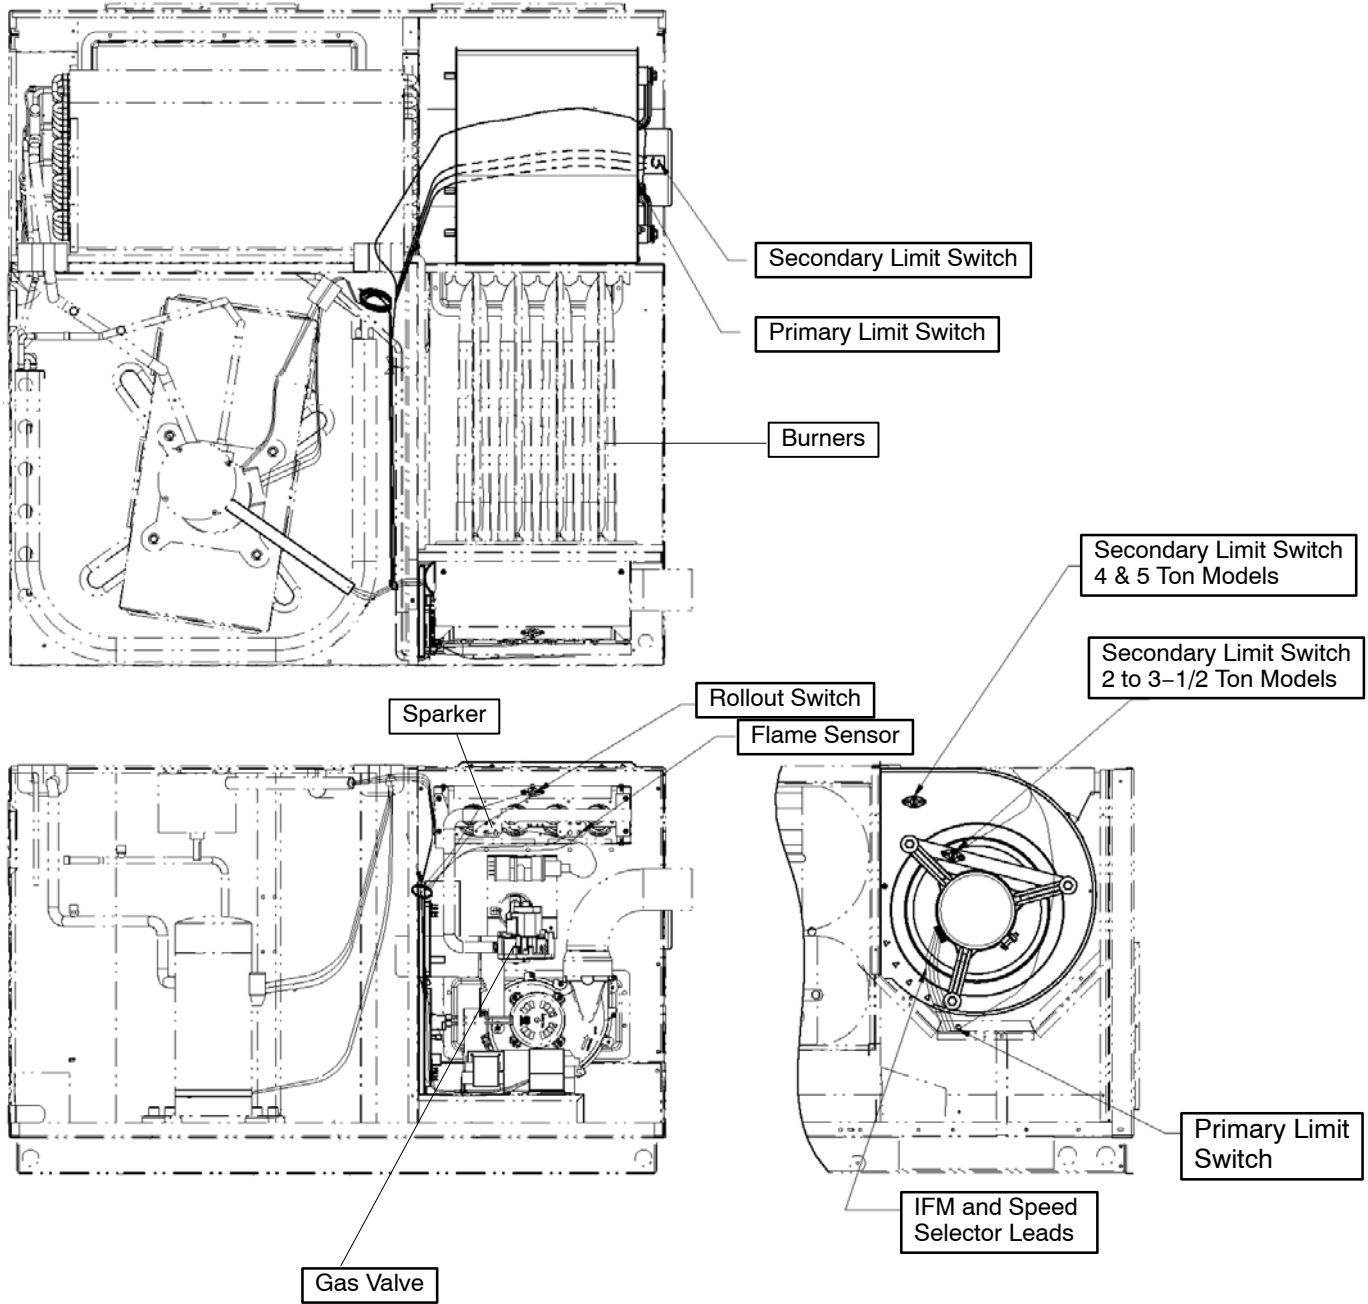 Secondary Limit Switch
Primary Limit Switch
Burners
Secondary Limit Switch
4 & 5 Ton Models
Secondary Limit Switch
2 to 3–1/2 Ton Models
Rollout Switch
Sparker
Flame Sensor
Primary Limit
Switch
IFM and Speed
Selector Leads
Gas Valve